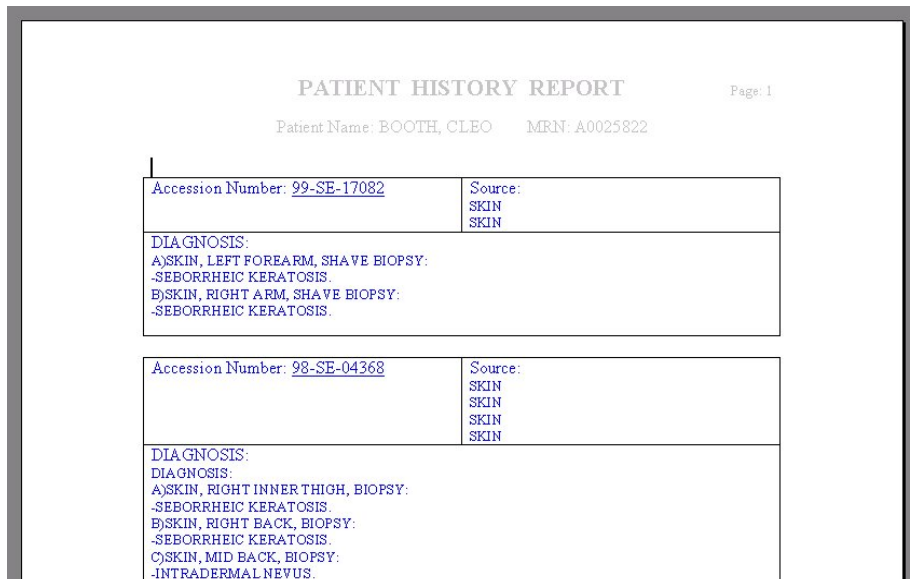 PATIENT HISTORY REPORT Page: 1
Patient Name: BOOTH, CLEO MRN: A0025822
Accession Number: 99-SE-17082 Source:
SKIN
SKIN
DIAGNOSIS:
A)SKIN, LEFT FOREARM, SHAVE BIOPSY:
-SEBORRHEIC KERATOSIS.
B)SKIN, RIGHT ARM, SHAVE BIOPSY:
-SEBORRHEIC KERATOSIS.
Accession Number: 98-SE-04368 Source:
SKIN
SKIN
SKIN
SKIN
DIAGNOSIS:
DIAGNOSIS:
A)SKIN, RIGHT INNER THIGH, BIOPSY:
-SEBORRHEIC KERATOSIS.
B)SKIN, RIGHT BACK, BIOPSY:
-SEBORRHEIC KERATOSIS.
C)SKIN, MID BACK, BIOPSY:
-INTRADERMAL NEVUS.